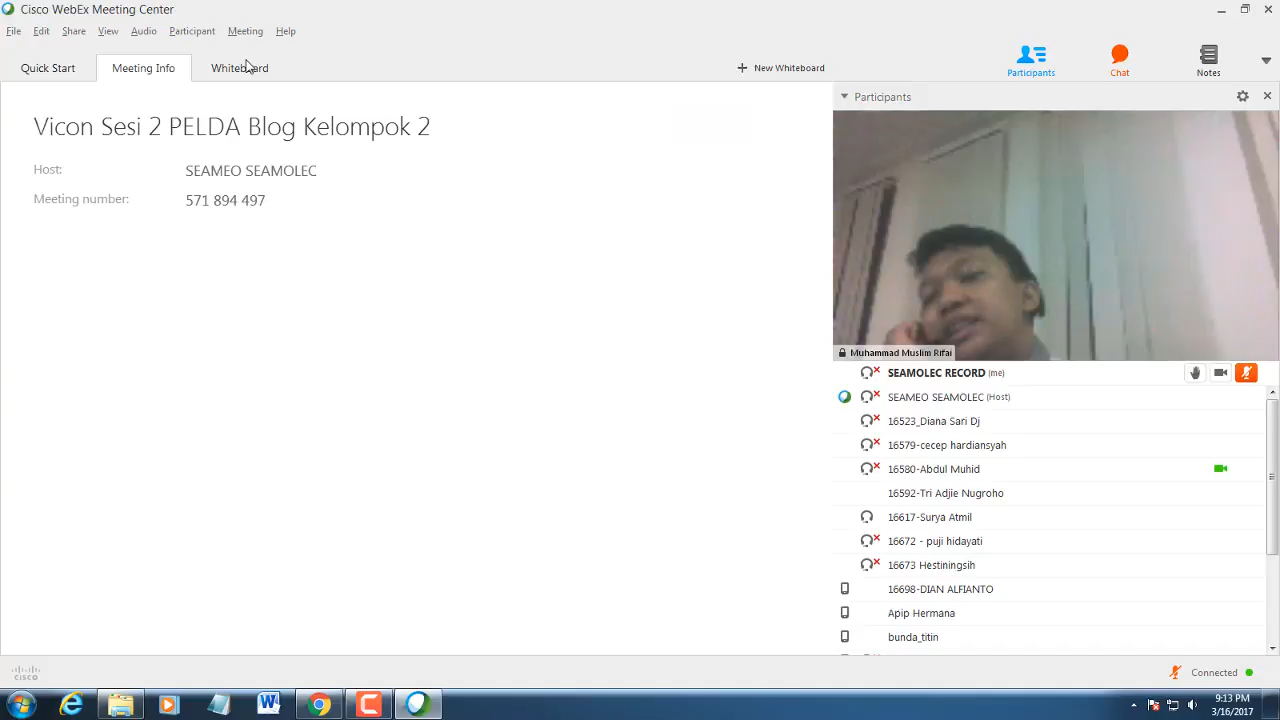 Cisco WebEx Meeting Center
File Edit Share View Audio Participant Meeting Help
Quick Start Meeting Info Whiteboard + New Whiteboard Participants Chat Notes
Participants
Vicon Sesi 2 PELDA Blog Kelompok 2
Host: SEAMEO SEAMOLEC
Meeting number: 571 894 497
Muhammad Muslim Rifai
SEAMOLEC RECORD (me)
SEAMEO SEAMOLEC (Host)
16523_Diana Sari Dj
16579-cecep hardiansyah
16580-Abdul Muhid
16592-Tri Adjie Nugroho
16617-Surya Atmil
16672 - puji hidayati
16673 Hestiningsih
16698-DIAN ALFIANTO
Apip Hermana
bunda_titin
cisco Connected
9:13 PM
3/16/2017